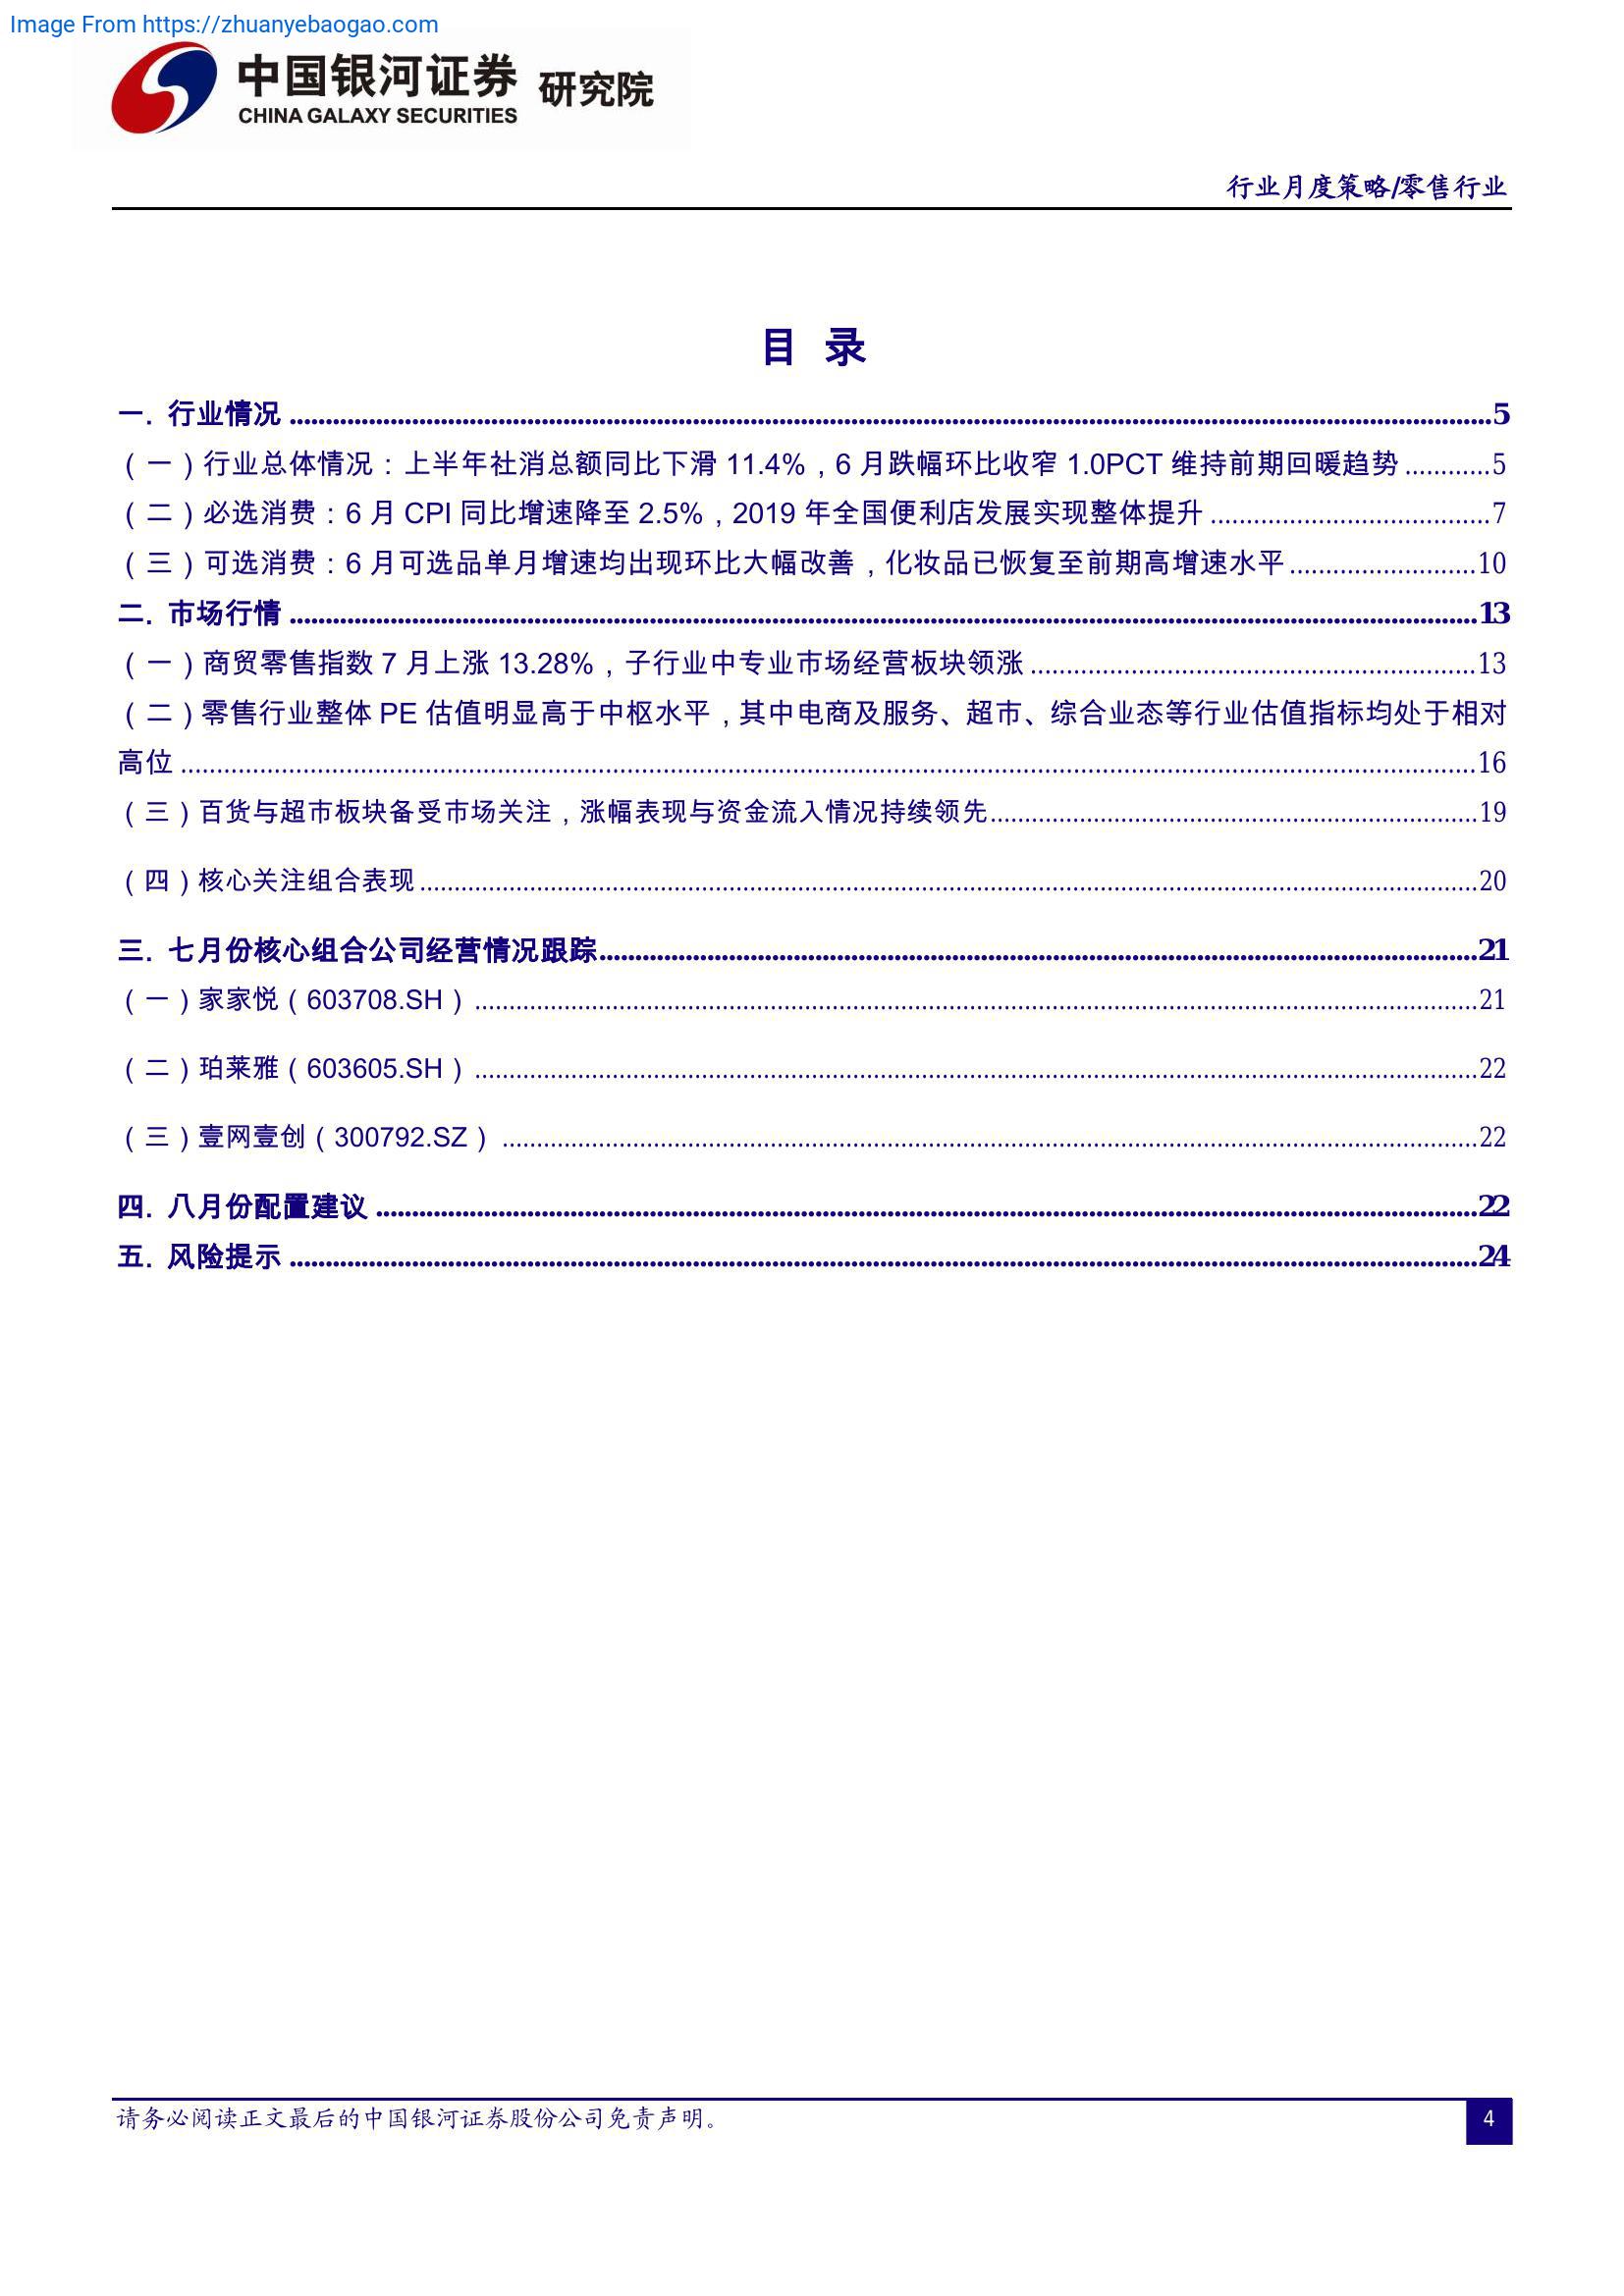 Image From https://zhuanyebaogao.com
中国银河证券 研究院
CHINA GALAXY SECURITIES
行业月度策略/零售行业
目 录
一. 行业情况 ........................ 5
（一）行业总体情况：上半年社消总额同比下滑 11.4%，6 月跌幅环比收窄 1.0PCT 维持前期回暖趋势 ............ 5
（二）必选消费：6 月 CPI 同比增速降至 2.5%，2019 年全国便利店发展实现整体提升 ........................ 7
（三）可选消费：6 月可选品单月增速均出现环比大幅改善，化妆品已恢复至前期高增速水平 ........................ 10
二. 市场行情 ........................ 13
（一）商贸零售指数 7 月上涨 13.28%，子行业中专业市场经营板块领涨 ........................ 13
（二）零售行业整体 PE 估值明显高于中枢水平，其中电商及服务、超市、综合业态等行业估值指标均处于相对
高位 ........................ 16
（三）百货与超市板块备受市场关注，涨幅表现与资金流入情况持续领先 ........................ 19
（四）核心关注组合表现 ........................ 20
三. 七月份核心组合公司经营情况跟踪 ........................ 21
（一）家家悦（603708.SH） ........................ 21
（二）珀莱雅（603605.SH） ........................ 22
（三）壹网壹创（300792.SZ） ........................ 22
四. 八月份配置建议 ........................ 22
五. 风险提示 ........................ 24
请务必阅读正文最后的中国银河证券股份公司免责声明。
4